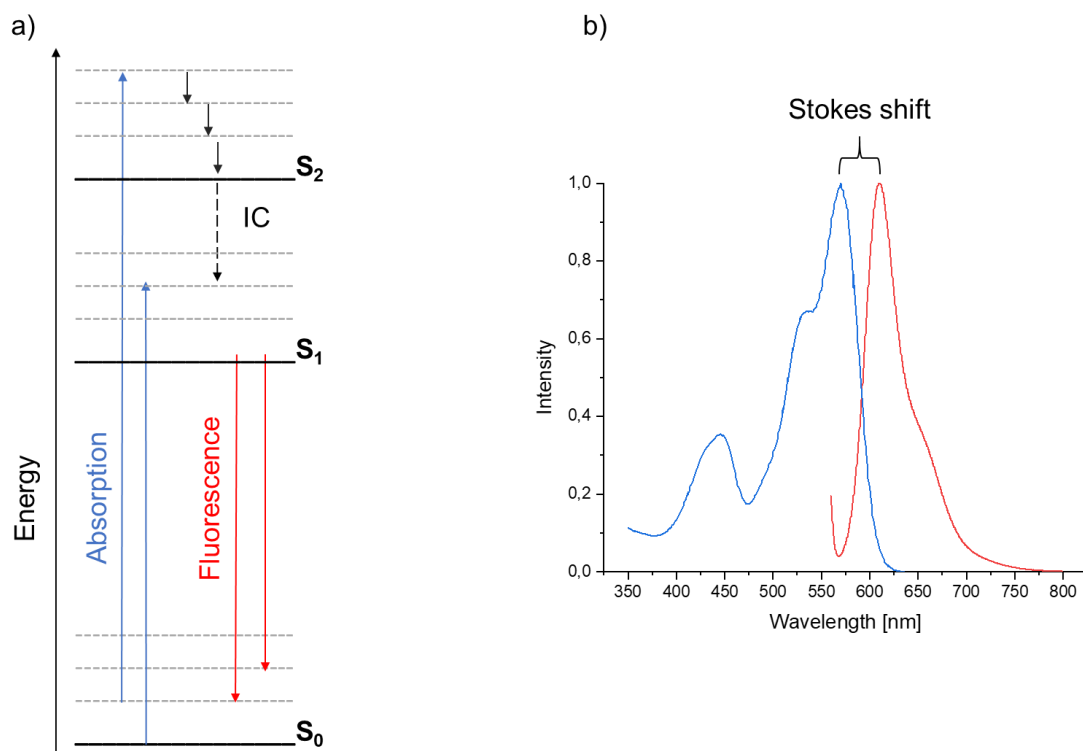 a)
Energy
Absorption
Fluorescence
S2
IC
S1
S0
b)
Stokes shift
Intensity
1,0
0,8
0,6
0,4
0,2
0,0
350 400 450 500 550 600 650 700 750 800
Wavelength [nm]